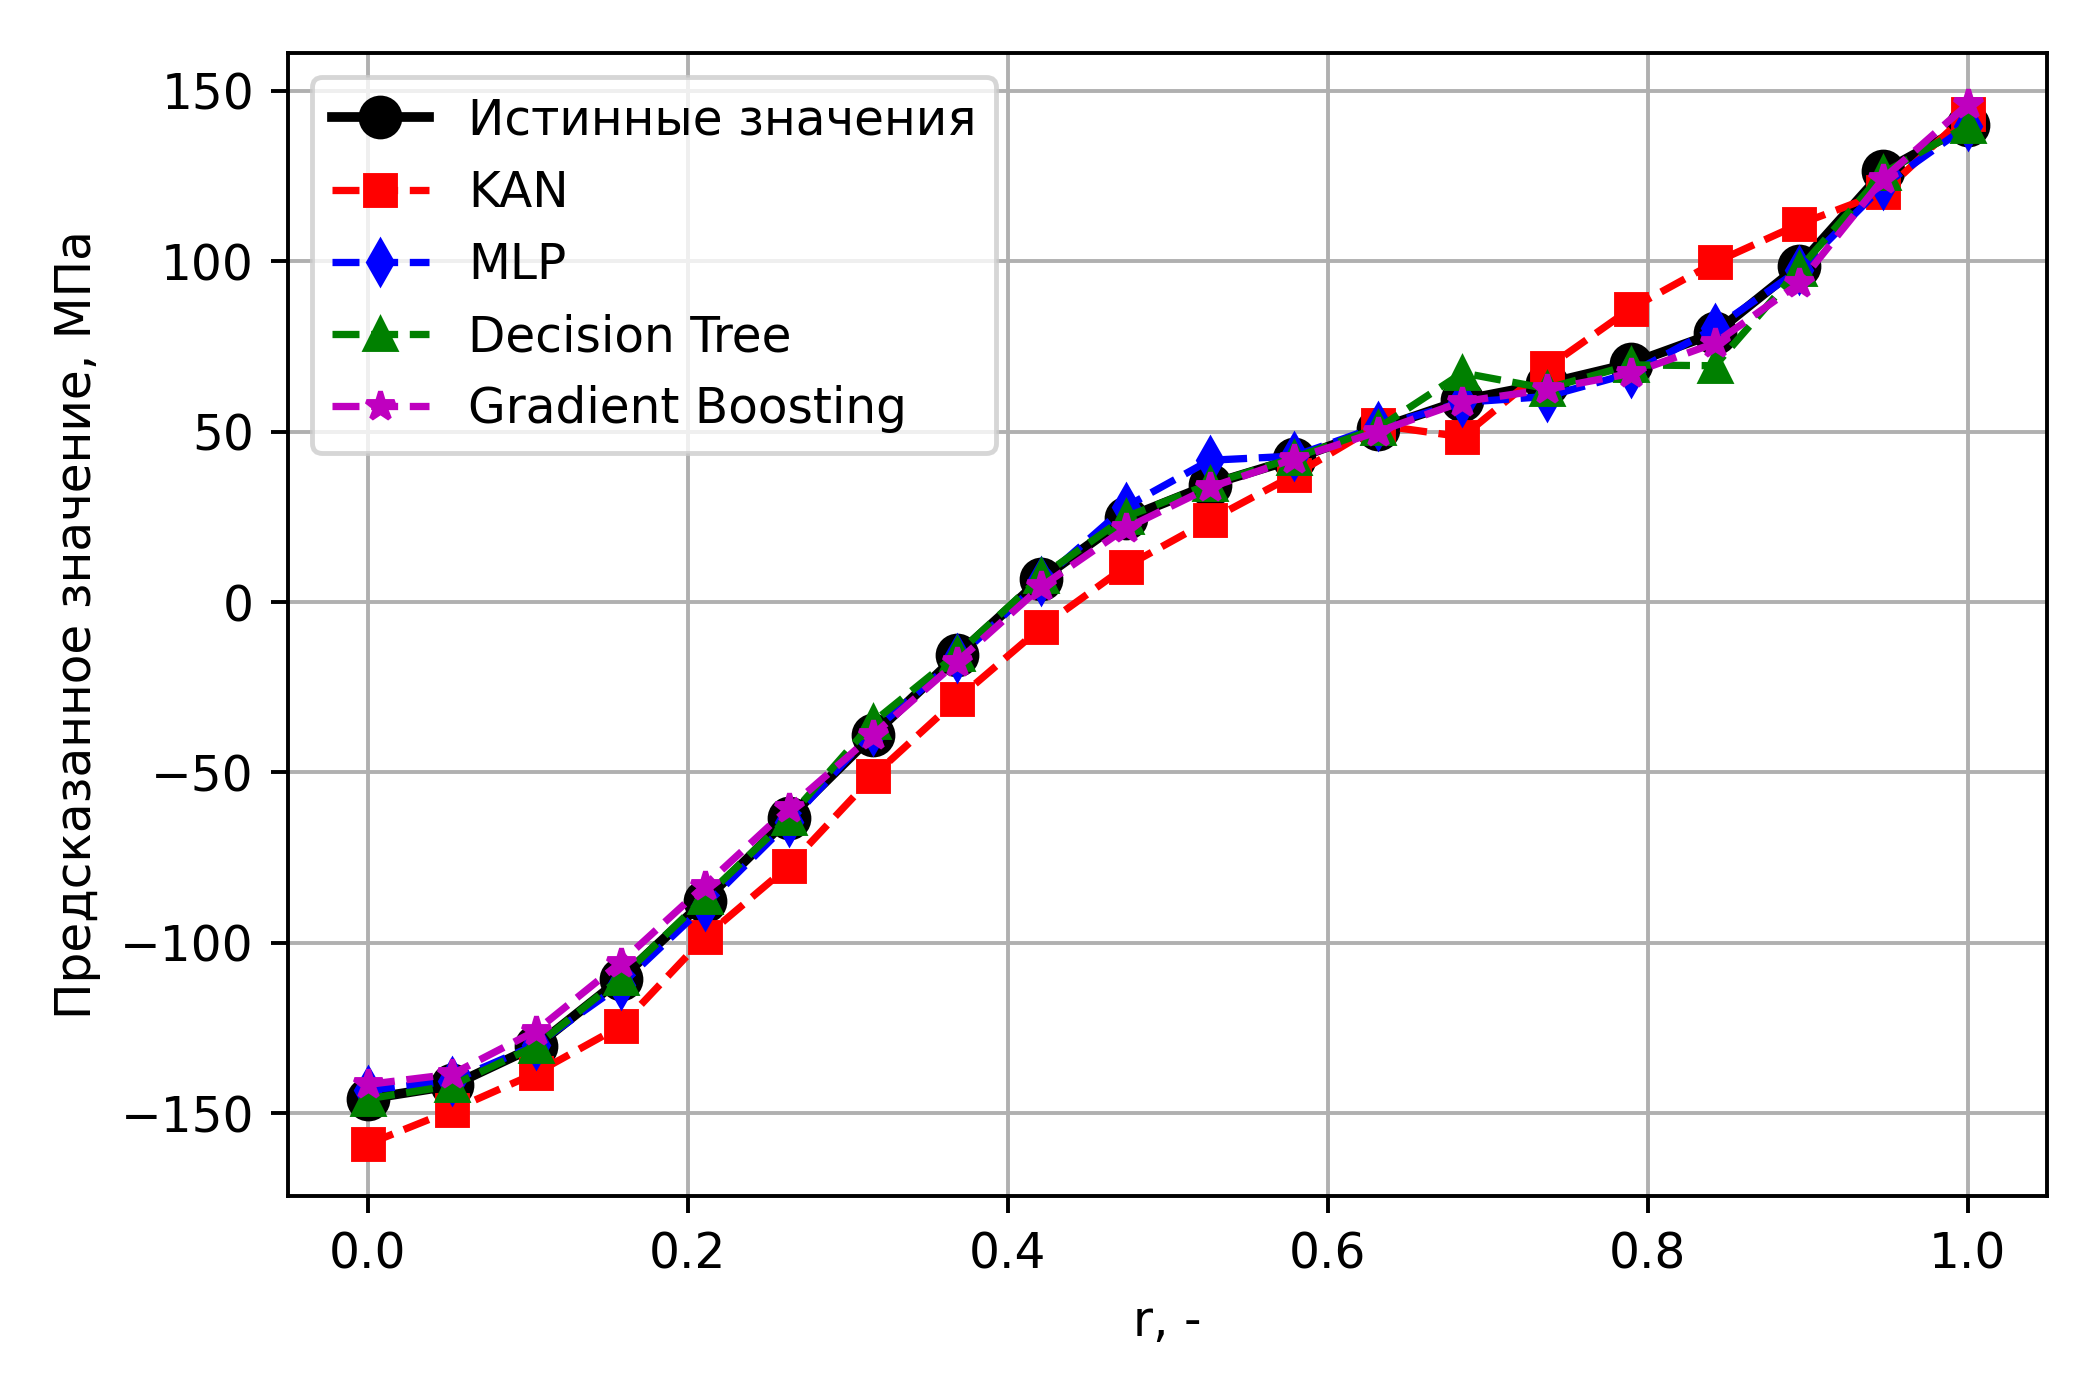 Предсказанное значение, МПа
150
100
50
0
−50
−100
−150
Истинные значения
KAN
MLP
Decision Tree
Gradient Boosting
0.0 0.2 0.4 0.6 0.8 1.0
r, -